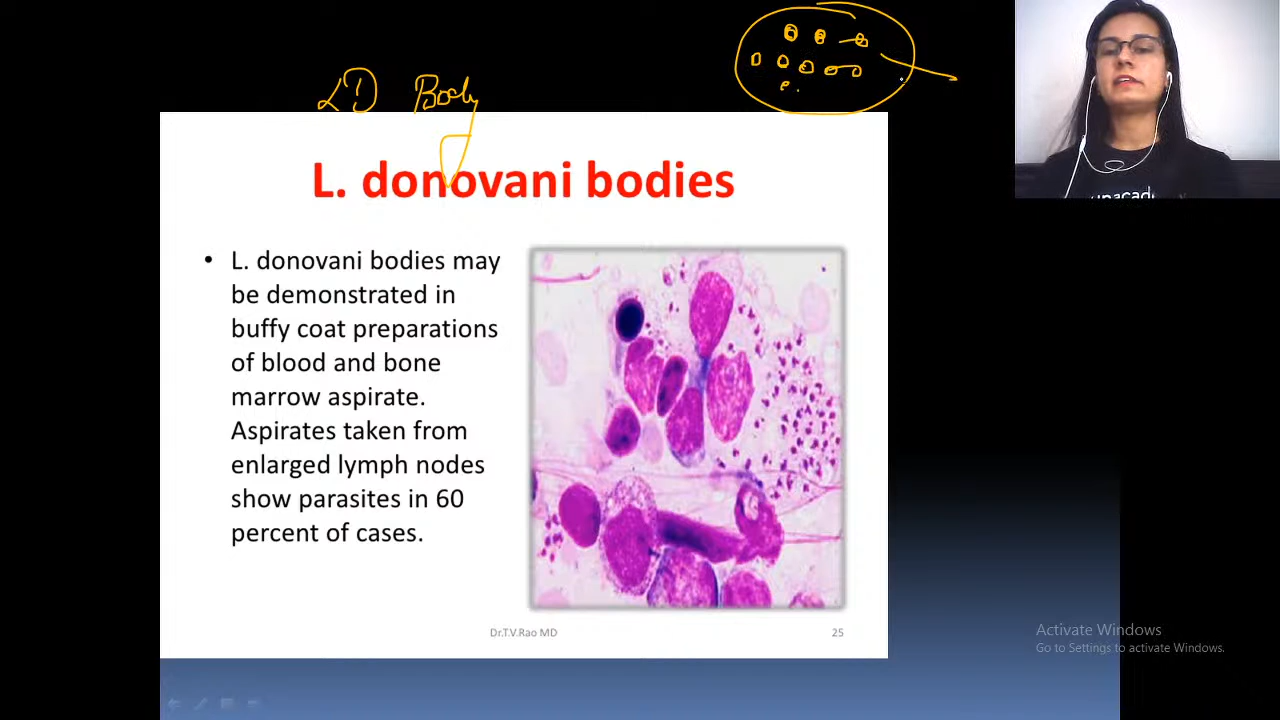 LD Body
L. donovani bodies
• L. donovani bodies may
be demonstrated in
buffy coat preparations
of blood and bone
marrow aspirate.
Aspirates taken from
enlarged lymph nodes
show parasites in 60
percent of cases.
Dr.T.V.Rao MD
25
Activate Windows
Go to Settings to activate Windows.